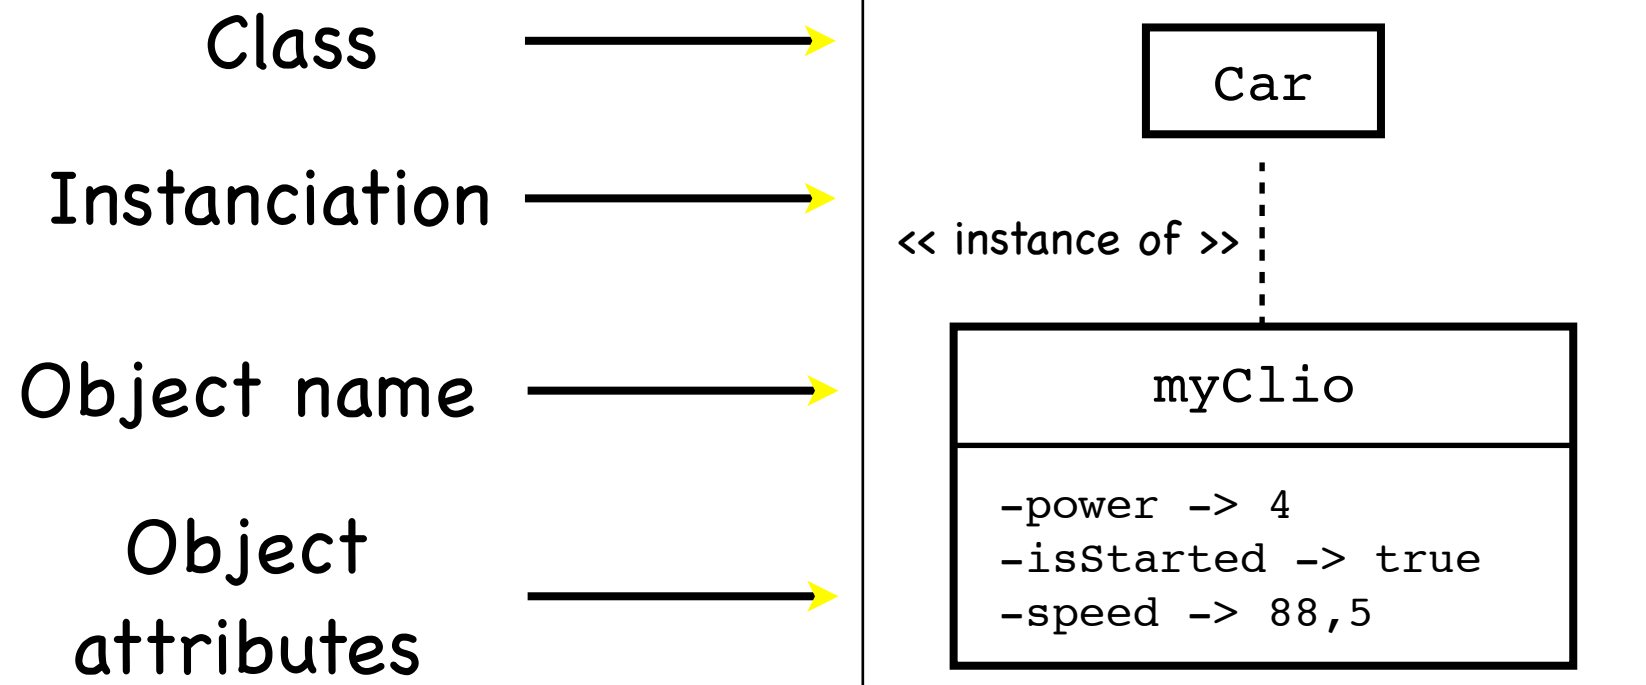 Class
Car
Instanciation
<< instance of >>
Object name
myClio
Object
attributes
-power -> 4
-isStarted -> true
-speed -> 88,5